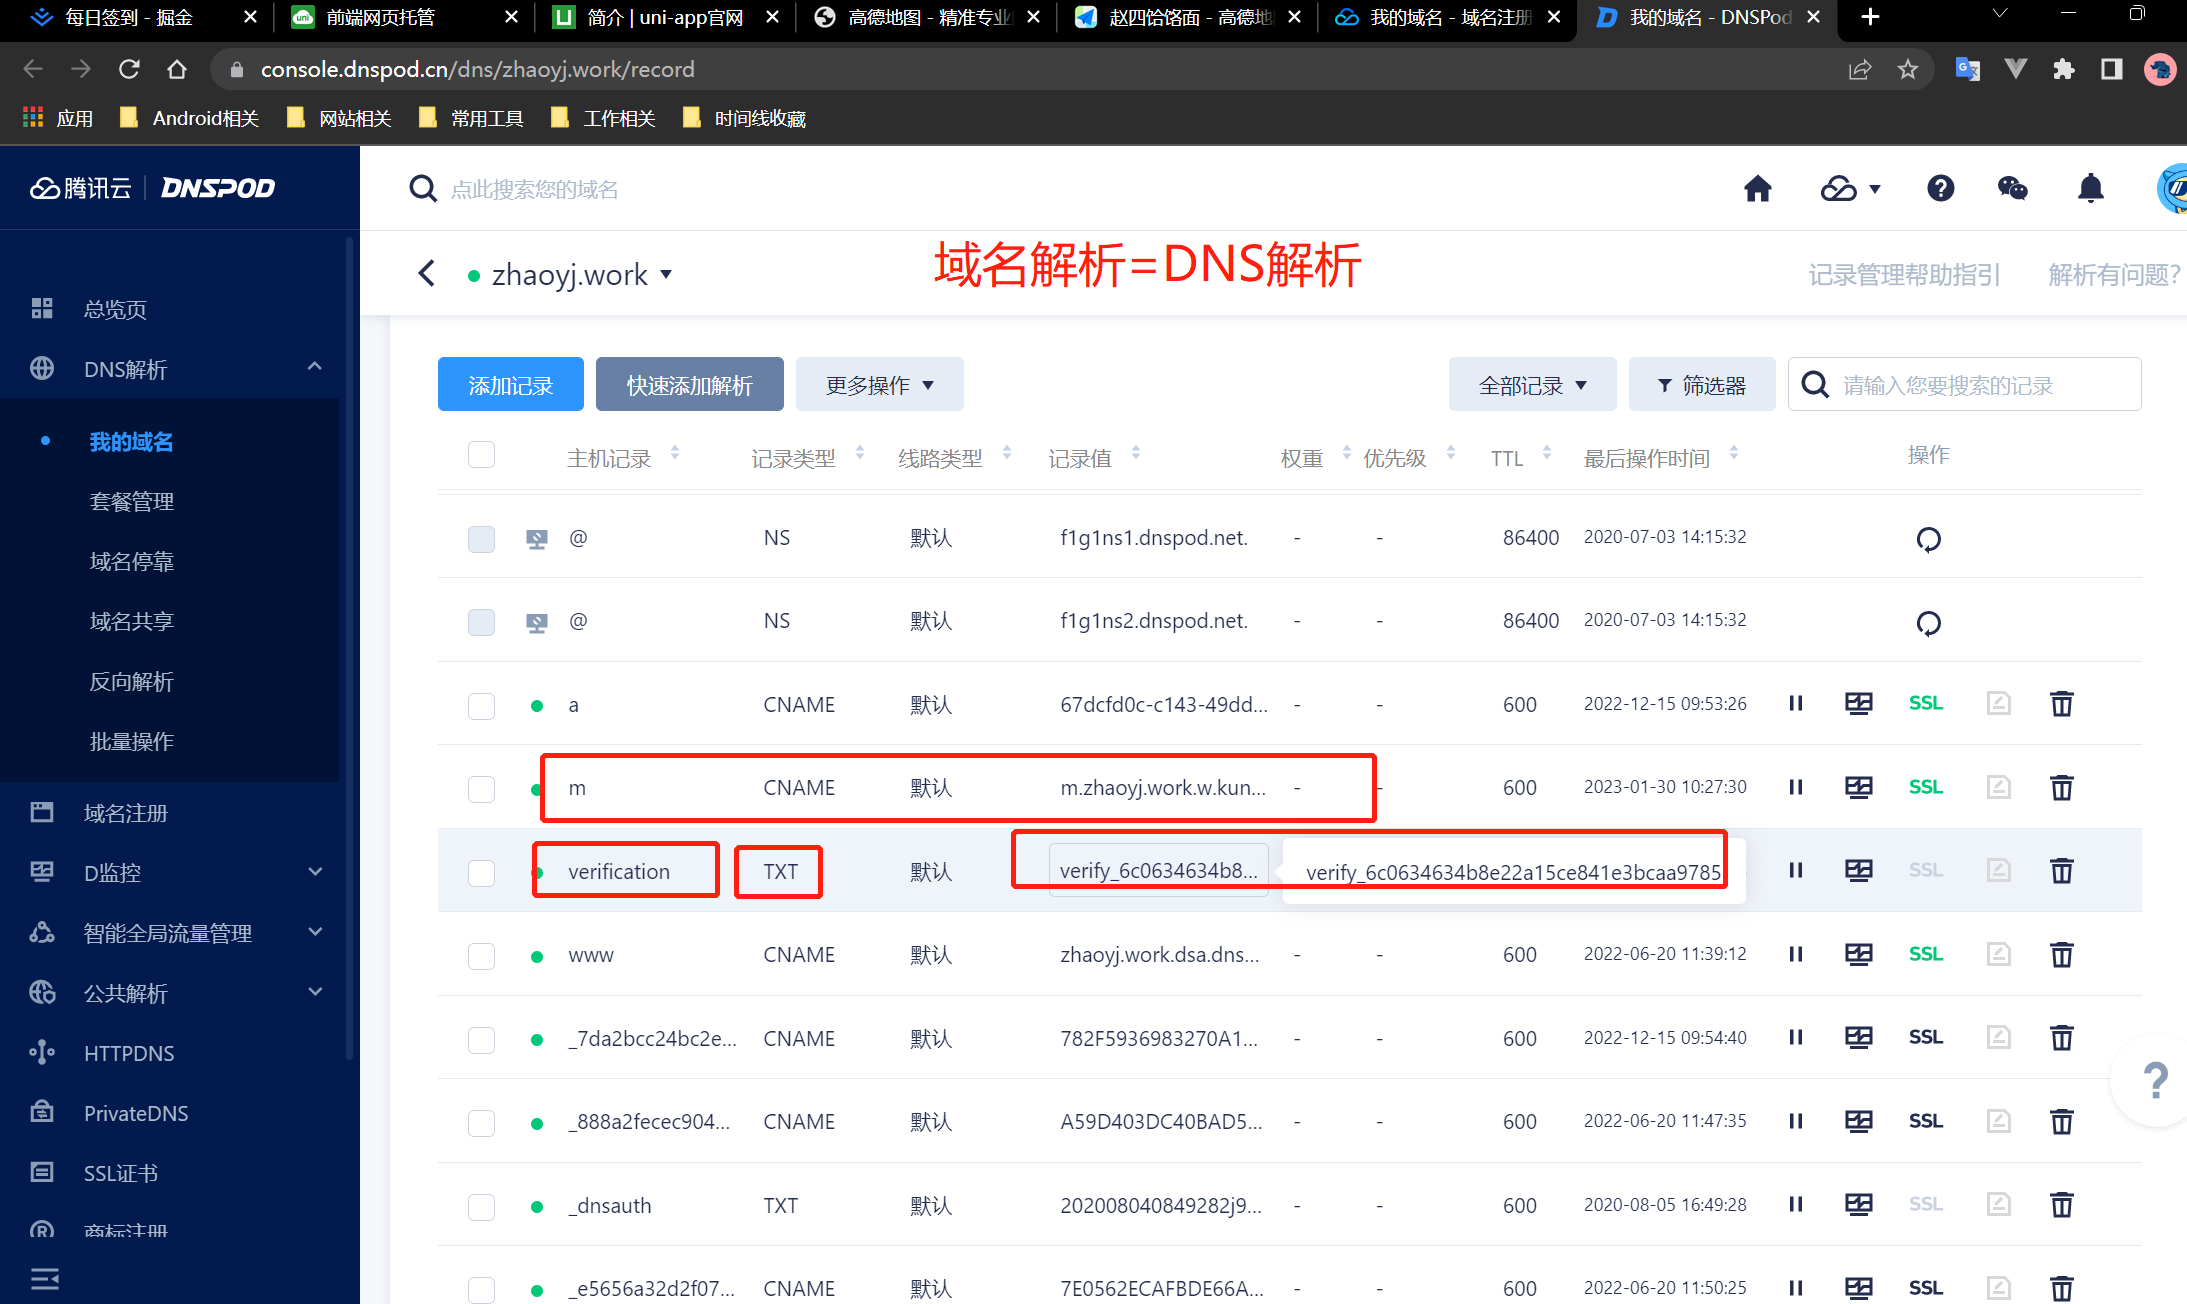 每日签到 - 掘金
前端网页托管
简介 | uni-app官网
高德地图 - 精准专业
赵四饸饹面 - 高德地
我的域名 - 域名注册
我的域名 - DNSPod
console.dnspod.cn/dns/zhaoyj.work/record
应用 Android相关 网站相关 常用工具 工作相关 时间线收藏
腾讯云 | DNSPOD
点此搜索您的域名
zhaoyj.work
域名解析=DNS解析
记录管理帮助指引 解析有问题?
总览页
DNS解析
我的域名
套餐管理
域名停靠
域名共享
反向解析
批量操作
域名注册
D监控
智能全局流量管理
公共解析
HTTPDNS
PrivateDNS
SSL证书
商标注册
添加记录 快速添加解析 更多操作 全部记录 筛选器 请输入您要搜索的记录
主机记录 记录类型 线路类型 记录值 权重 优先级 TTL 最后操作时间 操作
@ NS 默认 f1g1ns1.dnspod.net. - - 86400 2020-07-03 14:15:32
@ NS 默认 f1g1ns2.dnspod.net. - - 86400 2020-07-03 14:15:32
a CNAME 默认 67dcfd0c-c143-49dd... - - 600 2022-12-15 09:53:26 SSL
m CNAME 默认 m.zhaoyj.work.w.kun... - - 600 2023-01-30 10:27:30 SSL
verification TXT 默认 verify_6c0634634b8... verify_6c0634634b8e22a15ce841e3bcaa9785 SSL
www CNAME 默认 zhaoyj.work.dsa.dns... - - 600 2022-06-20 11:39:12 SSL
_7da2bcc24bc2e... CNAME 默认 782F5936983270A1... - - 600 2022-12-15 09:54:40 SSL
_888a2fecec904... CNAME 默认 A59D403DC40BAD5... - - 600 2022-06-20 11:47:35 SSL
_dnsauth TXT 默认 202008040849282j9... - - 600 2020-08-05 16:49:28 SSL
_e5656a32d2f07... CNAME 默认 7E0562ECAFBDE66A... - - 600 2022-06-20 11:50:25 SSL